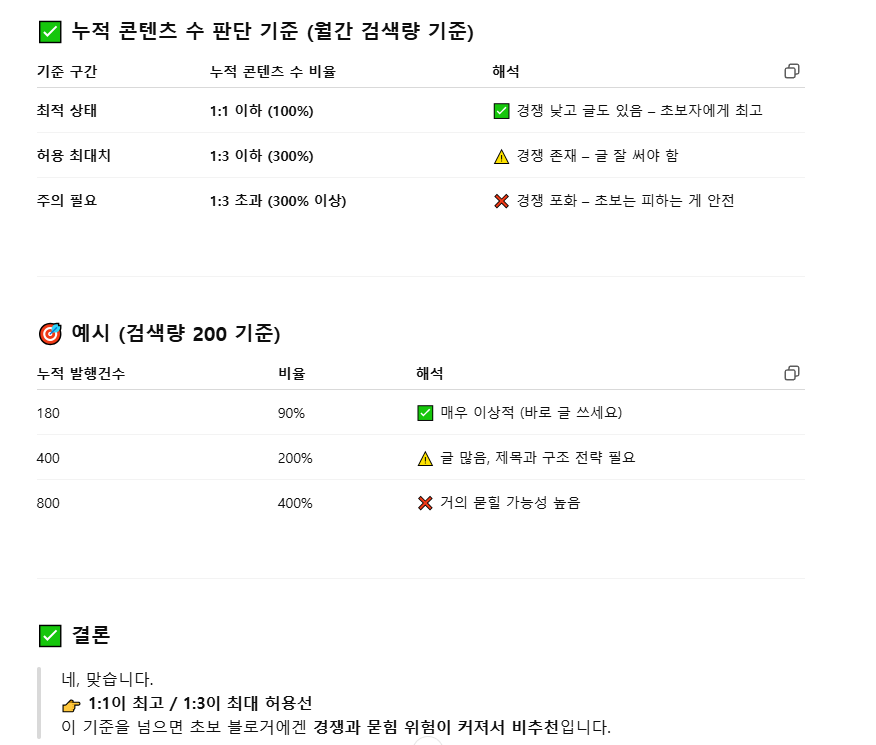 ✅ 누적 콘텐츠 수 판단 기준 (월간 검색량 기준)
기준 구간 누적 콘텐츠 수 비율 해석
최적 상태 1:1 이하 (100%) ✅ 경쟁 낮고 글도 있음 – 초보자에게 최고
허용 최대치 1:3 이하 (300%) ⚠️ 경쟁 존재 – 글 잘 써야 함
주의 필요 1:3 초과 (300% 이상) ❌ 경쟁 포화 – 초보는 피하는 게 안전
🎯 예시 (검색량 200 기준)
누적 발행건수 비율 해석
180 90% ✅ 매우 이상적 (바로 글 쓰세요)
400 200% ⚠️ 글 많음, 제목과 구조 전략 필요
800 400% ❌ 거의 묻힐 가능성 높음
✅ 결론
네, 맞습니다.
👉 1:1이 최고 / 1:3이 최대 허용선
이 기준을 넘으면 초보 블로거에겐 경쟁과 묻힘 위험이 커져서 비추천입니다.